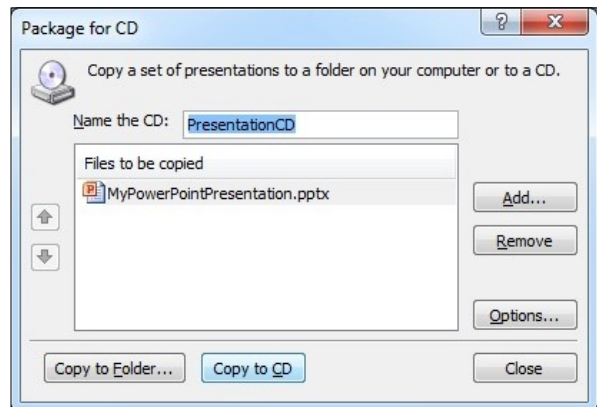 Package for CD
Copy a set of presentations to a folder on your computer or to a CD.
Name the CD: PresentationCD
Files to be copied
MyPowerPointPresentation.pptx
Add...
Remove
Options...
Copy to Folder... Copy to CD Close